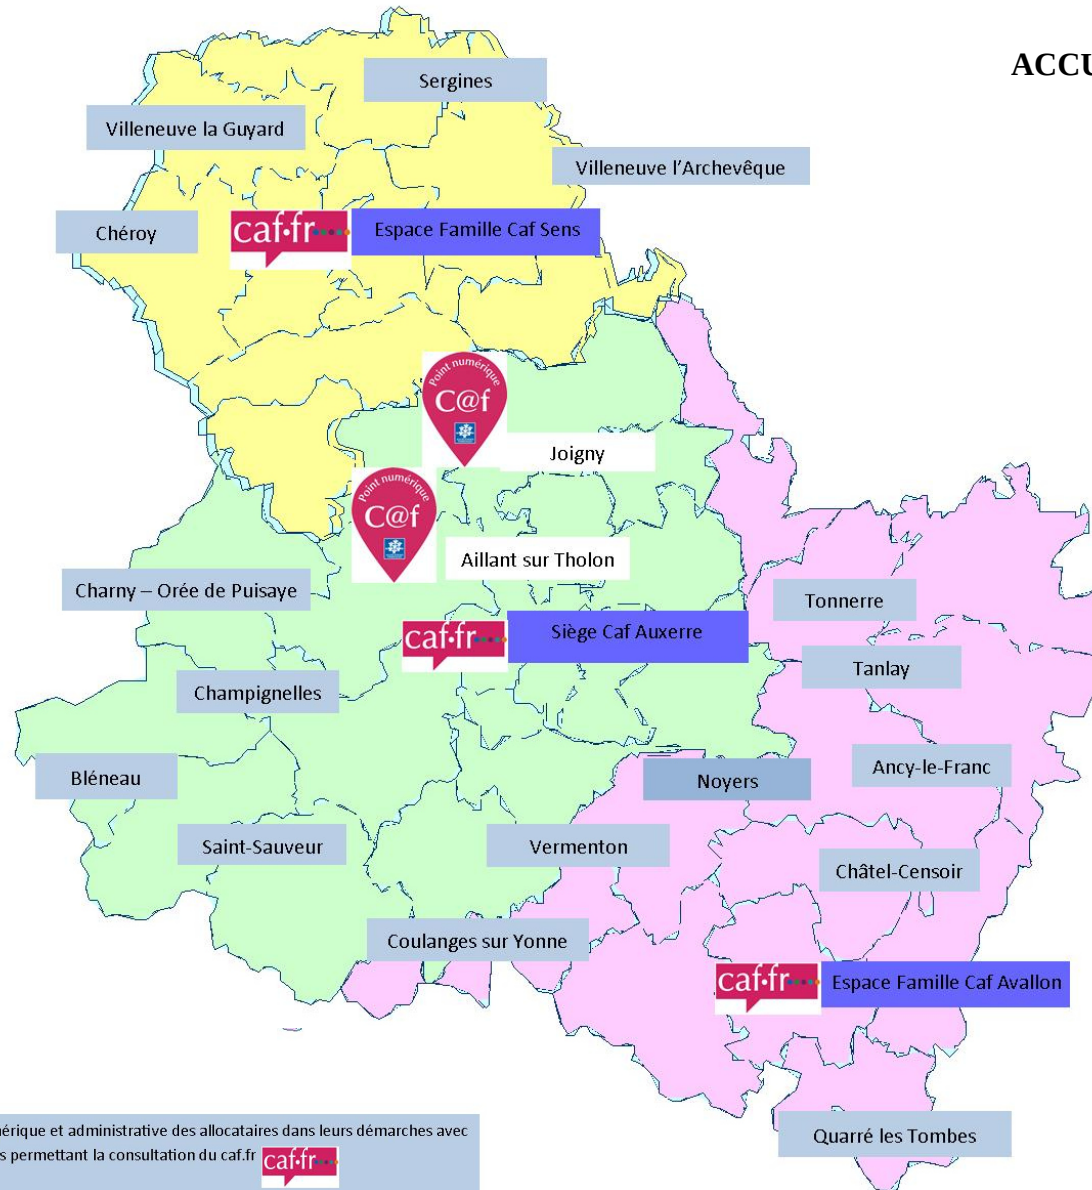 ACCU
Sergines
Villeneuve la Guyard
Villeneuve l'Archevêque
Chéroy
caf.fr
Espace Famille Caf Sens
Point numérique
C@f
Joigny
Point numérique
C@f
Aillant sur Tholon
Charny – Orée de Puisaye
Tonnerre
caf.fr
Siège Caf Auxerre
Tanlay
Champignelles
Ancy-le-Franc
Bléneau
Noyers
Saint-Sauveur
Vermenton
Châtel-Censoir
Coulanges sur Yonne
caf.fr
Espace Famille Caf Avallon
érique et administrative des allocataires dans leurs démarches avec
s permettant la consultation du caf.fr caf.fr
Quarré les Tombes